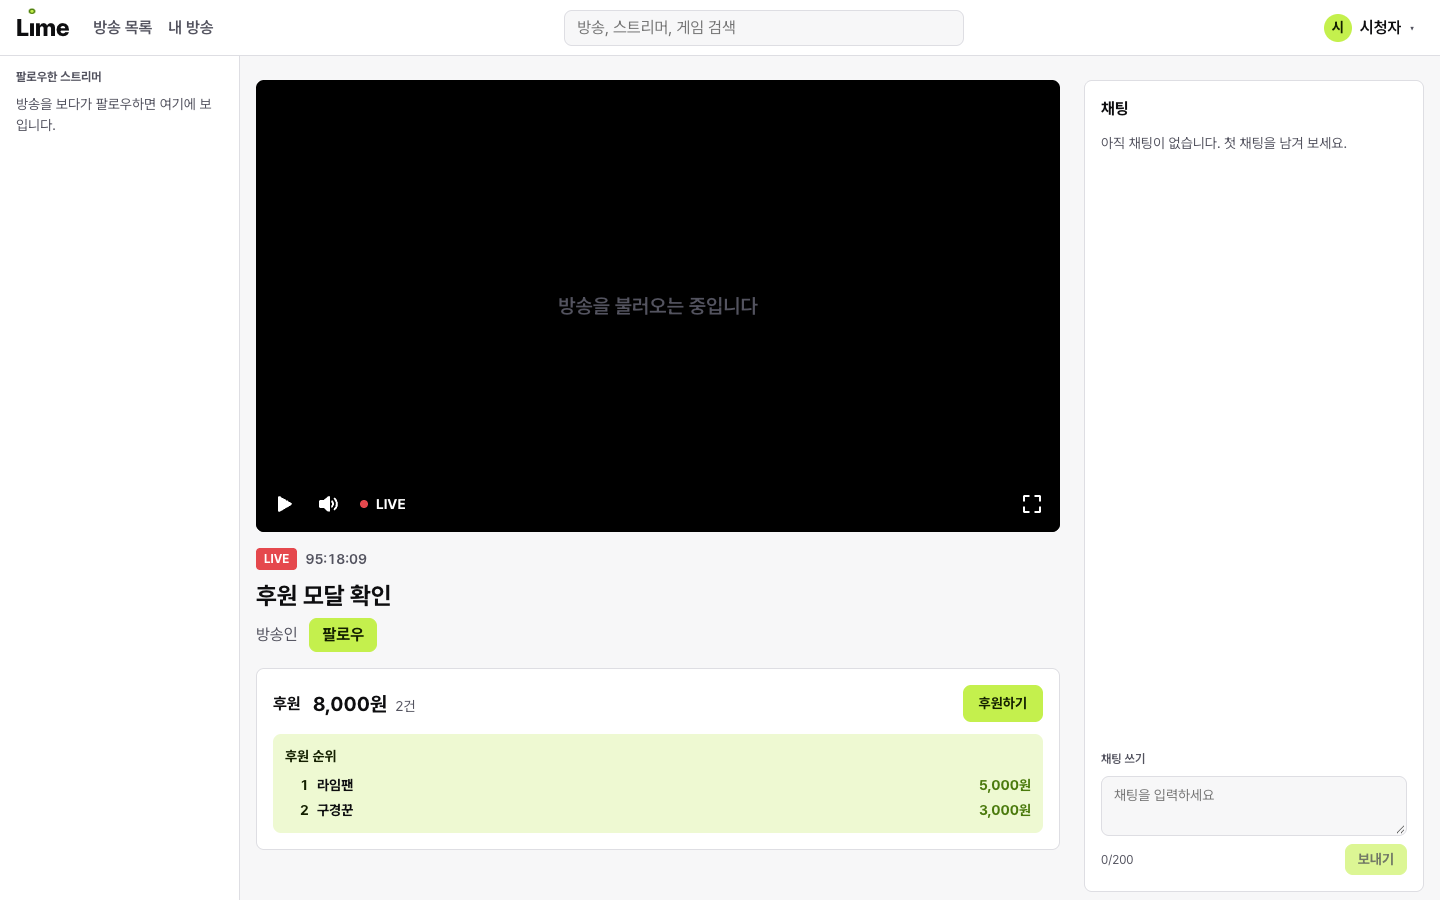 Lime
방송 목록
내 방송
방송, 스트리머, 게임 검색
시
시청자
팔로우한 스트리머
방송을 보다가 팔로우하면 여기에 보
입니다.
방송을 불러오는 중입니다
LIVE
LIVE
95:18:09
후원 모달 확인
방송인
팔로우
후원
8,000원
2건
후원하기
후원 순위
1 라임팬 5,000원
2 구경꾼 3,000원
채팅
아직 채팅이 없습니다. 첫 채팅을 남겨 보세요.
채팅 쓰기
채팅을 입력하세요
0/200
보내기